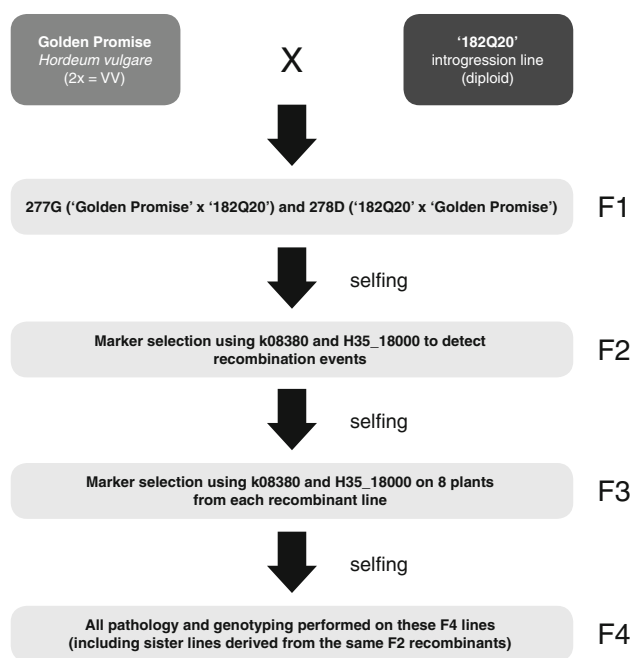 Golden Promise
Hordeum vulgare
(2x = VV)
X
‘182Q20’
introgression line
(diploid)
277G (‘Golden Promise’ x ‘182Q20’) and 278D (‘182Q20’ x ‘Golden Promise’)
F1
selfing
Marker selection using k08380 and H35_18000 to detect
recombination events
F2
selfing
Marker selection using k08380 and H35_18000 on 8 plants
from each recombinant line
F3
selfing
All pathology and genotyping performed on these F4 lines
(including sister lines derived from the same F2 recombinants)
F4